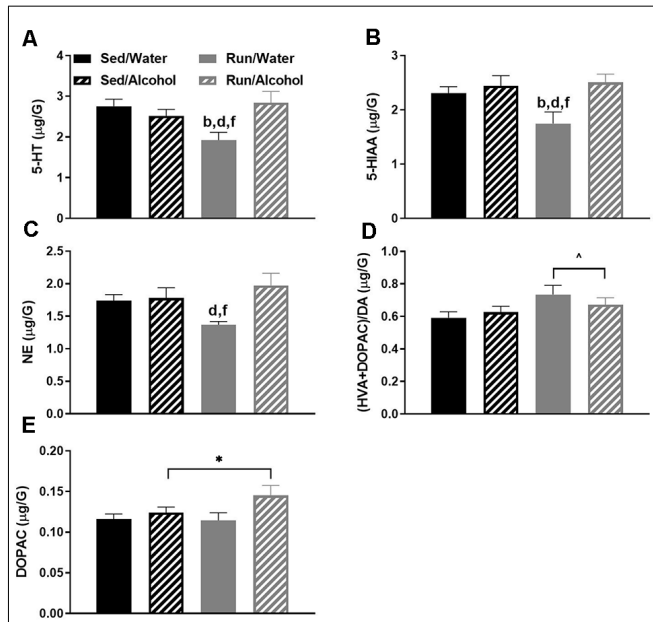 A
Sed/Water
Run/Water
Sed/Alcohol
Run/Alcohol
4
3
2
1
0
5-HT (µg/G)
b,d,f
B
3
2
1
0
5-HIAA (µg/G)
b,d,f
C
2.5
2.0
1.5
1.0
0.5
0.0
NE (µg/G)
d,f
D
1.0
0.8
0.6
0.4
0.2
0.0
(HVA+DOPAC)/DA (µg/G)
^
E
0.20
0.15
0.10
0.05
0.00
DOPAC (µg/G)
*